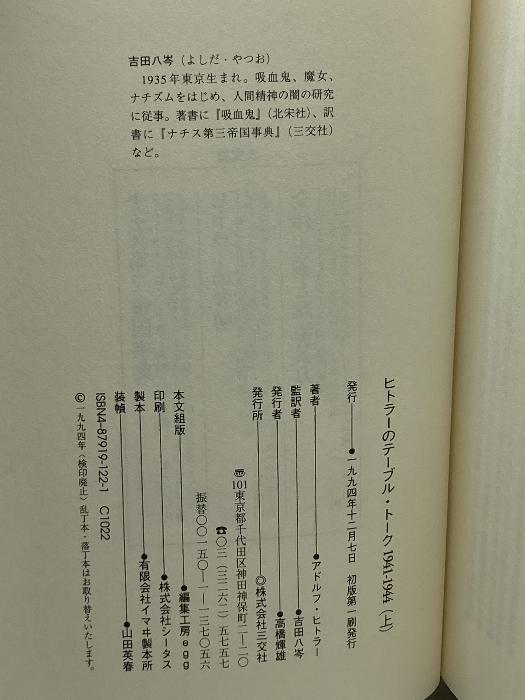 吉田八岑（よしだ・やつお）
1935年東京生まれ。吸血鬼、魔女、
ナチズムをはじめ、人間精神の闇の研究
に従事。著書に『吸血鬼』（北宋社）、訳
書に『ナチス第三帝国事典』（三交社）
など。
ヒトラーのテーブル・トーク1941-1944（上）
発行――●一九九四年十二月七日　初版第一刷発行
著者――●アドルフ・ヒトラー
監訳者――●吉田八岑
発行者――●高橋輝雄
発行所――◎株式会社三交社
〠101東京都千代田区神田神保町二-二〇
☎〇三（三二六二）五七五七
振替〇〇一五〇-一-一三七〇五六
本文組版――●編集工房egg
印刷――●株式会社シータス
製本――●有限会社イマヰ製本所
装幀――●山田英春
ISBN4-87919-122-1　C1022
©一九九四年〈検印廃止〉乱丁本・落丁本はお取り替えいたします。